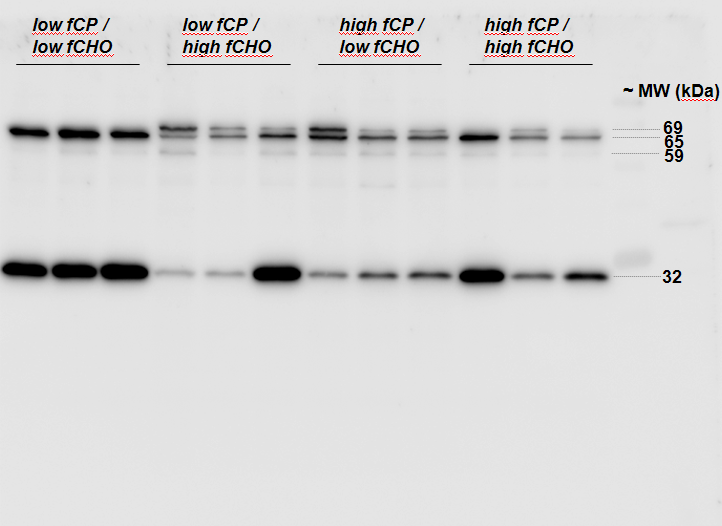 low fCP /
low fCHO
low fCP /
high fCHO
high fCP /
low fCHO
high fCP /
high fCHO
~ MW (kDa)
69
65
59
32